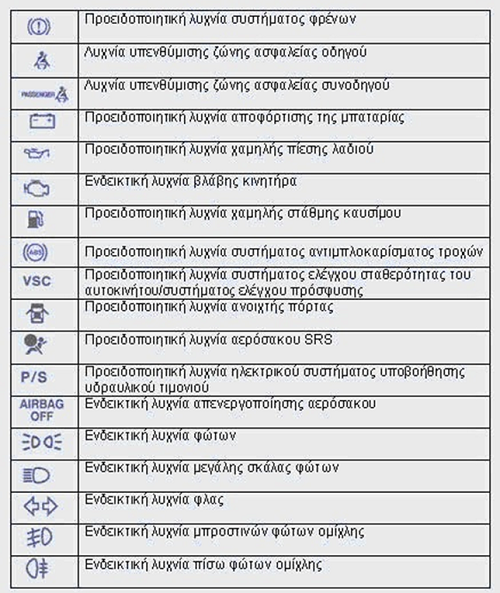 Προειδοποιητική λυχνία συστήματος φρένων
Λυχνία υπενθύμισης ζώνης ασφαλείας οδηγού
PASSENGER Λυχνία υπενθύμισης ζώνης ασφαλείας συνοδηγού
Προειδοποιητική λυχνία αποφόρτισης της μπαταρίας
Προειδοποιητική λυχνία χαμηλής πίεσης λαδιού
Ενδεικτική λυχνία βλάβης κινητήρα
Προειδοποιητική λυχνία χαμηλής στάθμης καυσίμου
ABS Προειδοποιητική λυχνία συστήματος αντιμπλοκαρίσματος τροχών
VSC Προειδοποιητική λυχνία συστήματος ελέγχου σταθερότητας του
αυτοκινήτου/συστήματος ελέγχου πρόσφυσης
Προειδοποιητική λυχνία ανοιχτής πόρτας
Προειδοποιητική λυχνία αερόσακου SRS
P/S Προειδοποιητική λυχνία ηλεκτρικού συστήματος υποβοήθησης
υδραυλικού τιμονιού
AIRBAG OFF Ενδεικτική λυχνία απενεργοποίησης αερόσακου
Ενδεικτική λυχνία φώτων
Ενδεικτική λυχνία μεγάλης σκάλας φώτων
Ενδεικτική λυχνία φλας
Ενδεικτική λυχνία μπροστινών φώτων ομίχλης
Ενδεικτική λυχνία πίσω φώτων ομίχλης